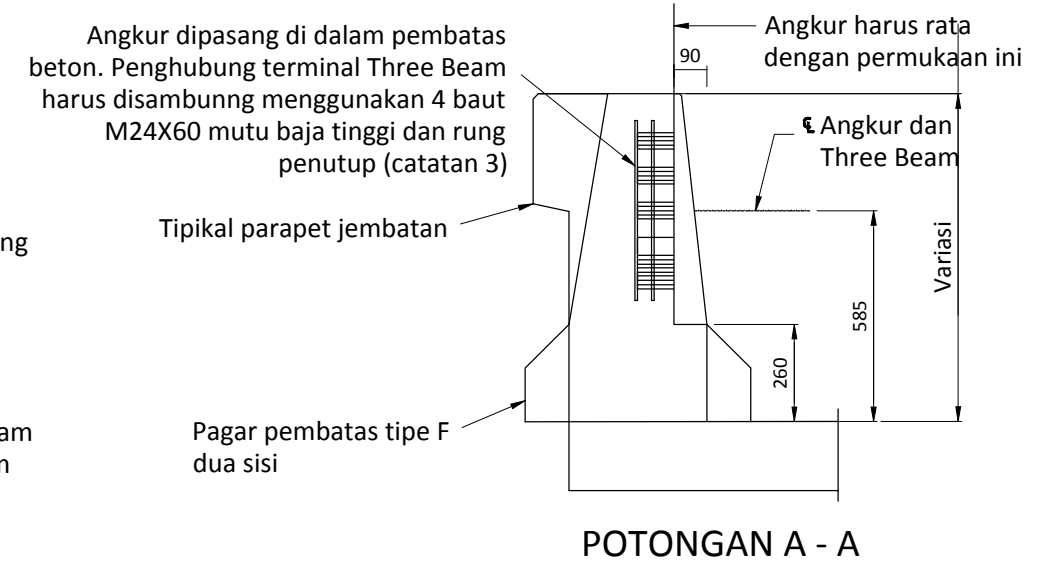 Angkur dipasang di dalam pembatas
beton. Penghubung terminal Three Beam
harus disambunng menggunakan 4 baut
M24X60 mutu baja tinggi dan rung
penutup (catatan 3)
90
Angkur harus rata
dengan permukaan ini
℄ Angkur dan
Three Beam
Tipikal parapet jembatan
ng
Variasi
585
260
am
n
Pagar pembatas tipe F
dua sisi
POTONGAN A - A